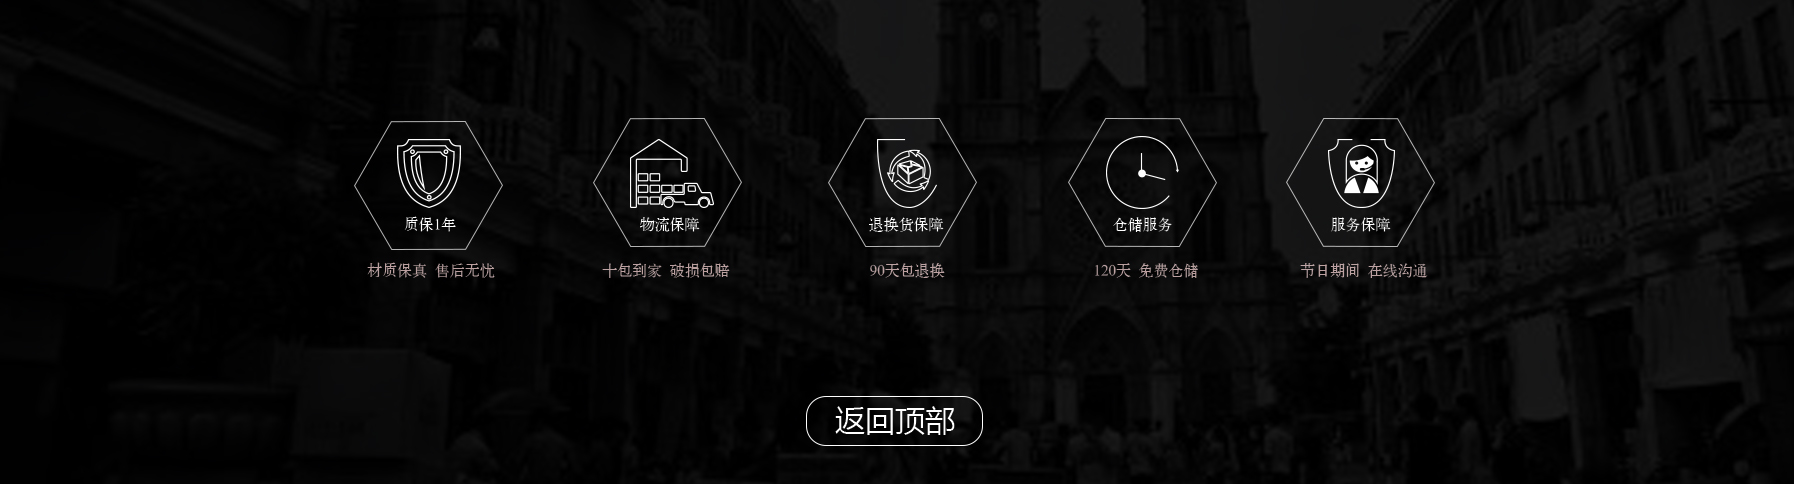 质保1年
物流保障
退换货保障
仓储服务
服务保障
材质保真 售后无忧
十包到家 破损包赔
90天包退换
120天 免费仓储
节日期间 在线沟通
返回顶部